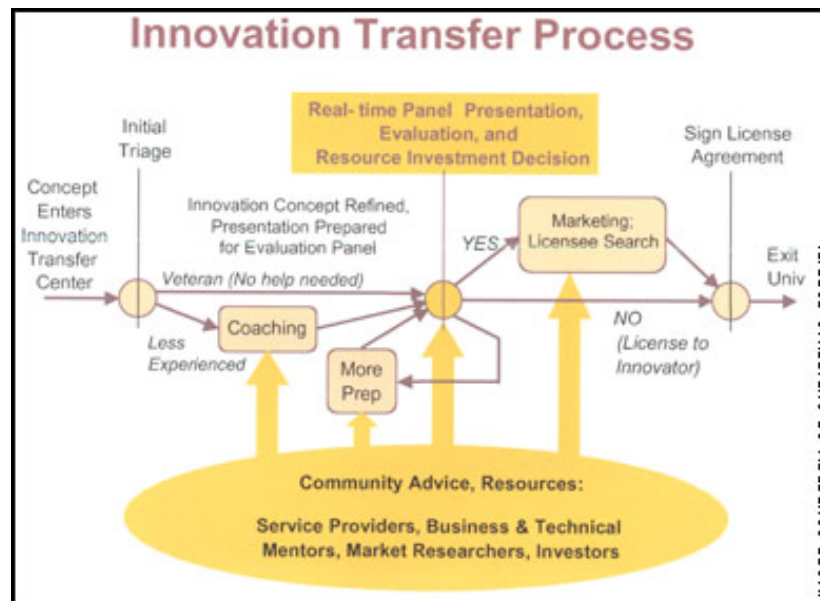 Innovation Transfer Process
Real-time Panel Presentation,
Evaluation, and
Resource Investment Decision
Initial
Triage
Sign License
Agreement
Concept
Enters
Innovation
Transfer
Center
Innovation Concept Refined,
Presentation Prepared
for Evaluation Panel
YES
Marketing;
Licensee Search
Exit
Univ
Veteran (No help needed)
Coaching
Less
Experienced
More
Prep
NO
(License to
Innovator)
Community Advice, Resources:
Service Providers, Business & Technical
Mentors, Market Researchers, Investors